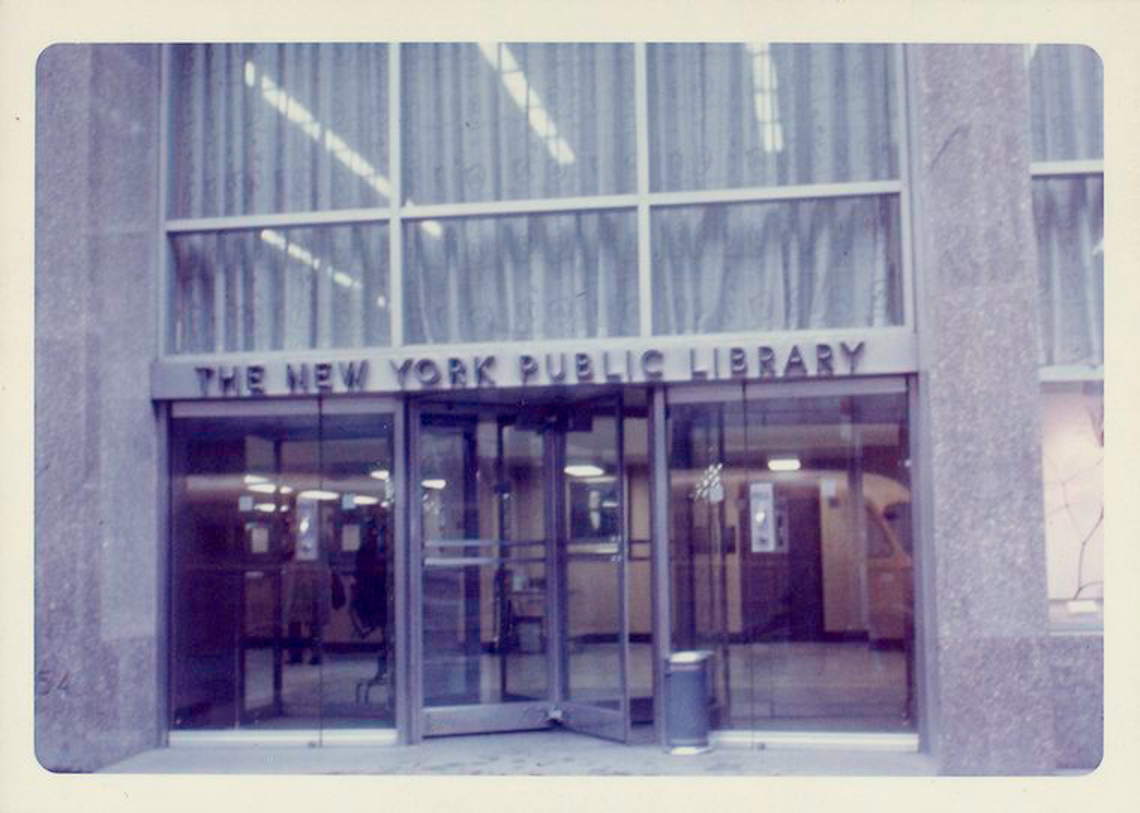 THE NEW YORK PUBLIC LIBRARY
54